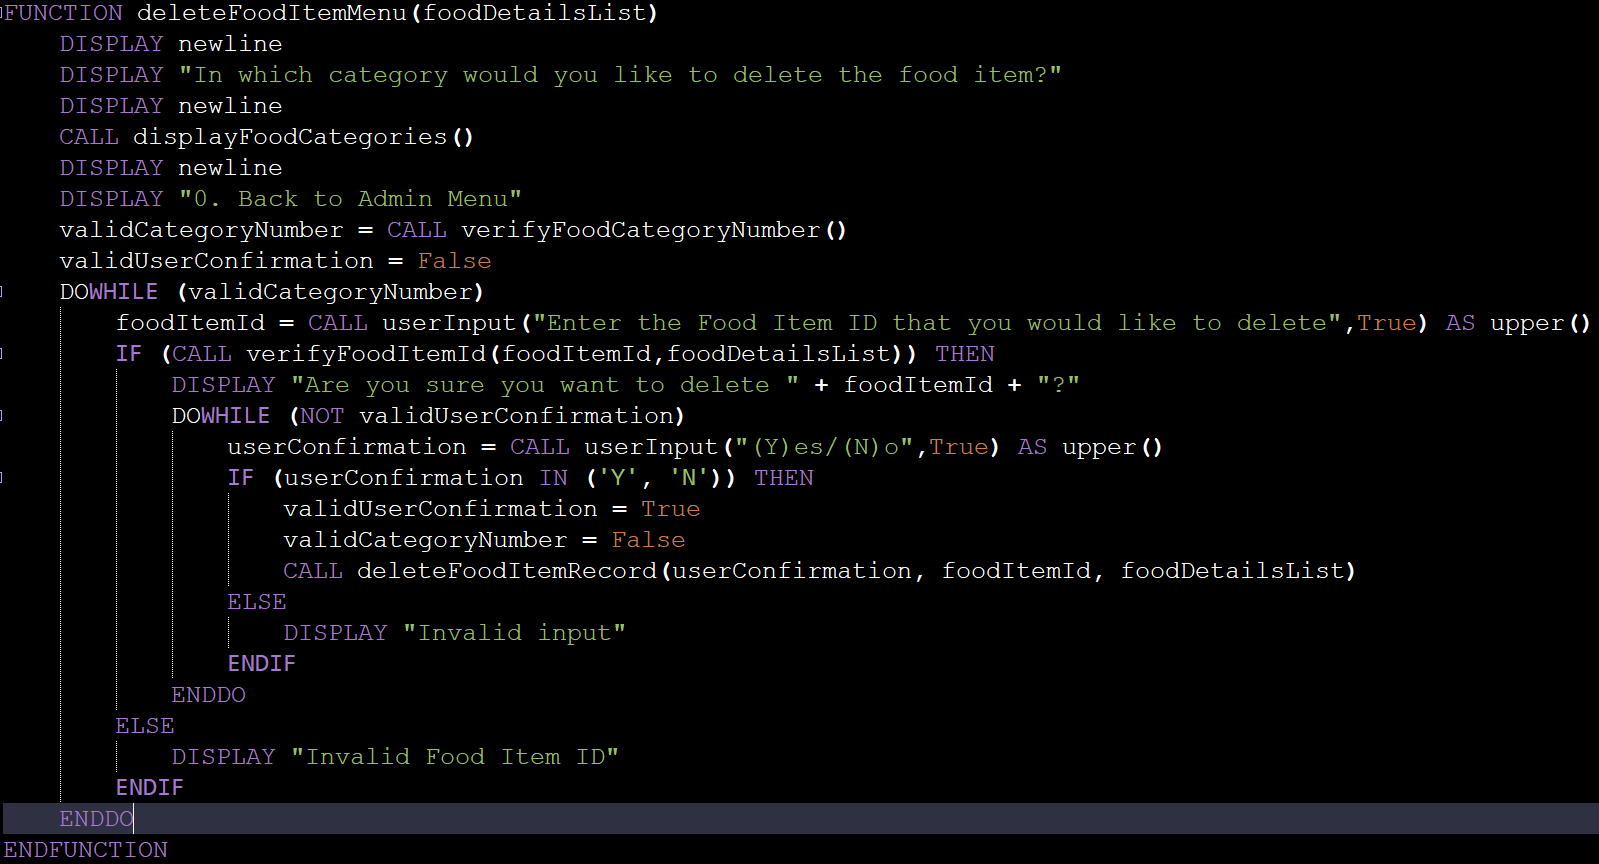 FUNCTION deleteFoodItemMenu(foodDetailsList)
DISPLAY newline
DISPLAY "In which category would you like to delete the food item?"
DISPLAY newline
CALL displayFoodCategories()
DISPLAY newline
DISPLAY "0. Back to Admin Menu"
validCategoryNumber = CALL verifyFoodCategoryNumber()
validUserConfirmation = False
DOWHILE (validCategoryNumber)
foodItemId = CALL userInput("Enter the Food Item ID that you would like to delete",True) AS upper()
IF (CALL verifyFoodItemId(foodItemId,foodDetailsList)) THEN
DISPLAY "Are you sure you want to delete " + foodItemId + "?"
DOWHILE (NOT validUserConfirmation)
userConfirmation = CALL userInput("(Y)es/(N)o",True) AS upper()
IF (userConfirmation IN ('Y', 'N')) THEN
validUserConfirmation = True
validCategoryNumber = False
CALL deleteFoodItemRecord(userConfirmation, foodItemId, foodDetailsList)
ELSE
DISPLAY "Invalid input"
ENDIF
ENDDO
ELSE
DISPLAY "Invalid Food Item ID"
ENDIF
ENDDO
ENDFUNCTION